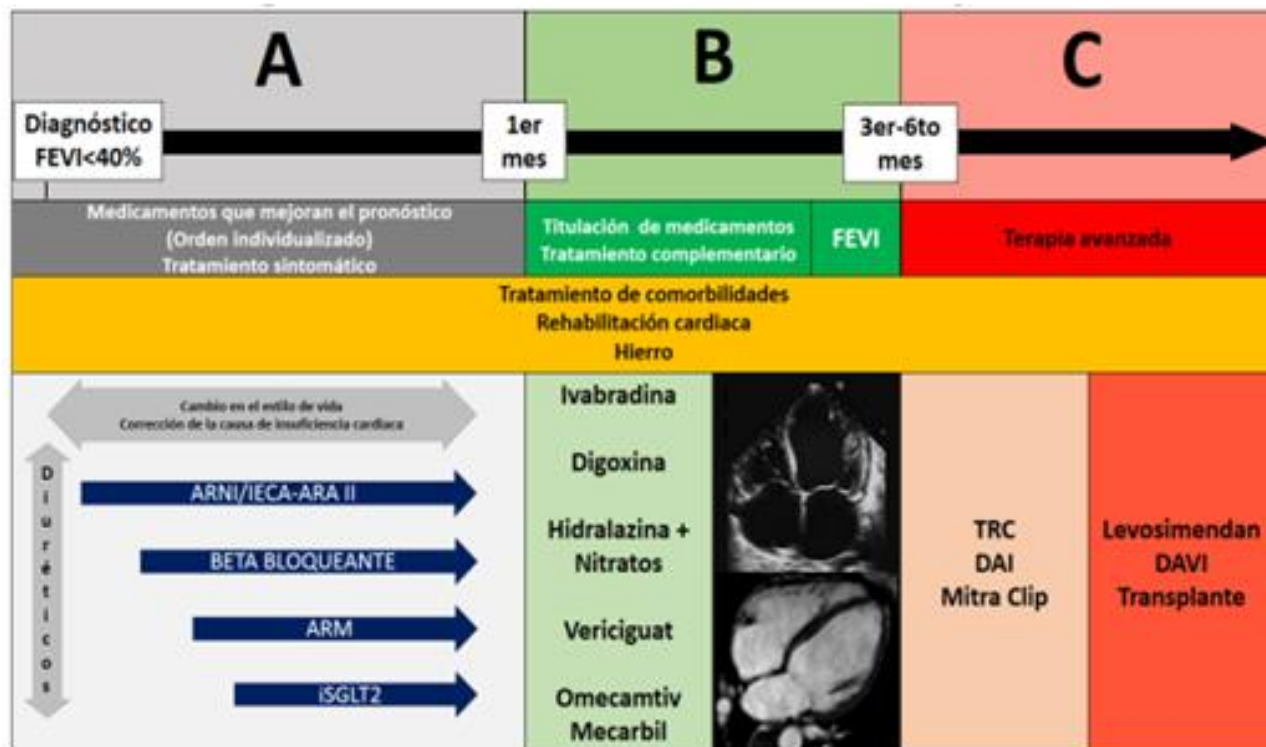 A
B
C
Diagnóstico
FEVI<40%
1er
mes
3er-6to
mes
Medicamentos que mejoran el pronóstico
(Orden individualizado)
Tratamiento sintomático
Titulación de medicamentos
Tratamiento complementario
FEVI
Terapia avanzada
Tratamiento de comorbilidades
Rehabilitación cardiaca
Hierro
Cambio en el estilo de vida
Corrección de la causa de insuficiencia cardiaca
Diuréticos
ARNI/IECA-ARA II
BETA BLOQUEANTE
ARM
iSGLT2
Ivabradina
Digoxina
Hidralazina +
Nitratos
Vericiguat
Omecamtiv
Mecarbil
TRC
DAI
Mitra Clip
Levosimendan
DAVI
Transplante